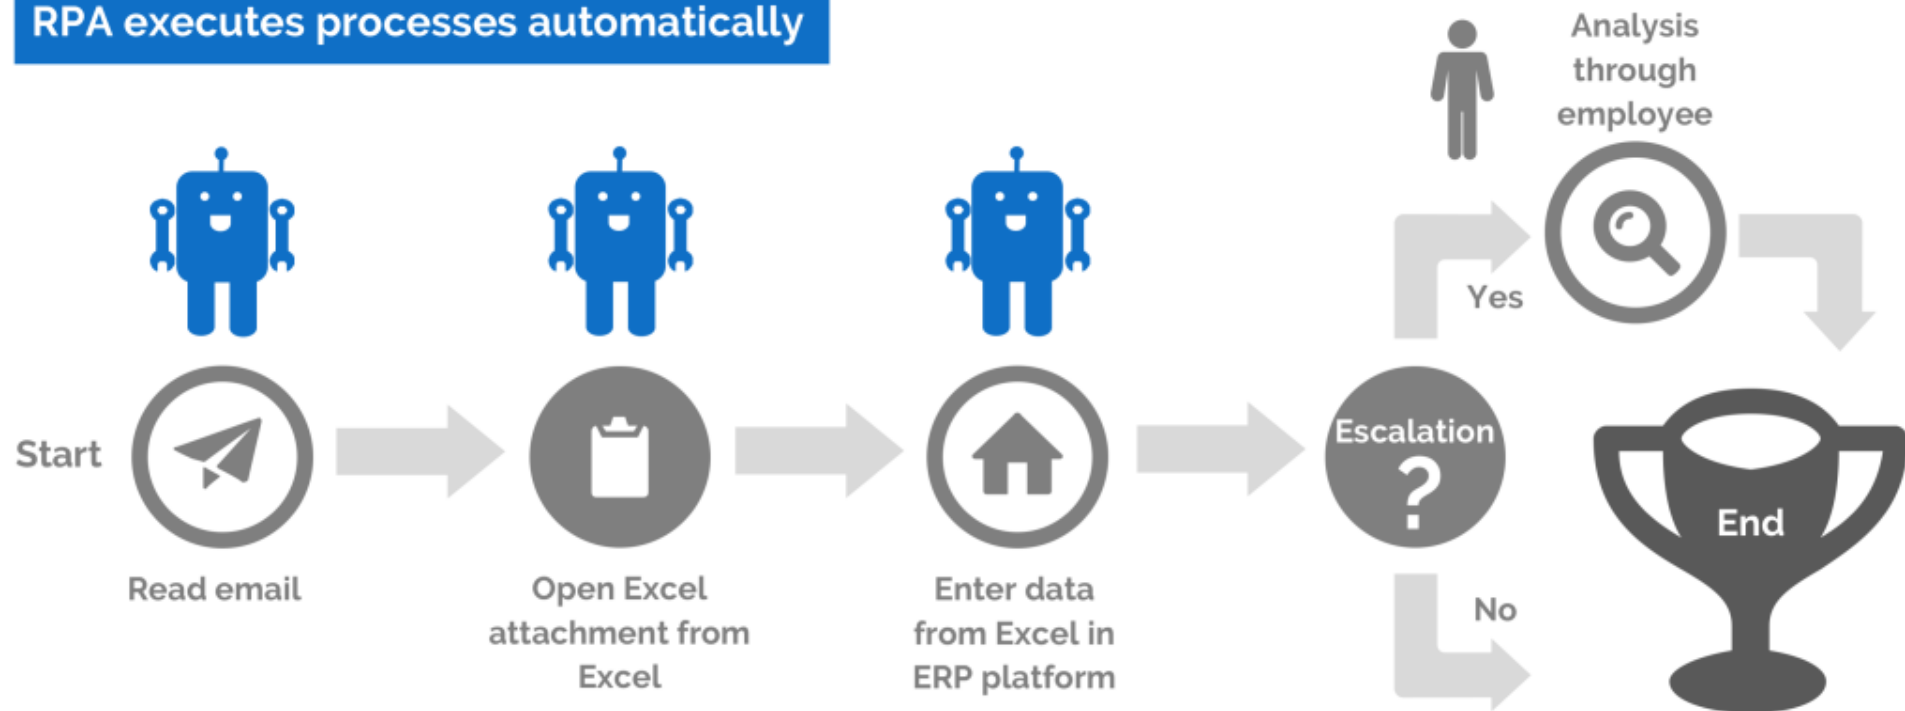 RPA executes processes automatically
Start
Read email
Open Excel
attachment from
Excel
Enter data
from Excel in
ERP platform
Escalation
?
Yes
Analysis
through
employee
No
End